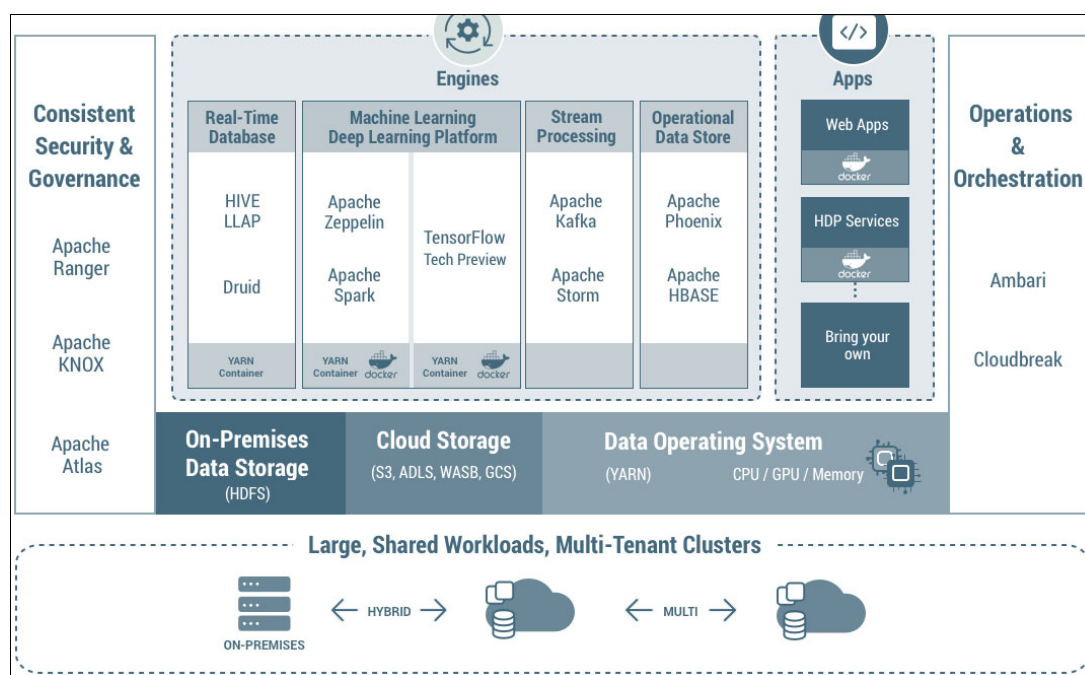 Consistent
Security &
Governance
Apache
Ranger
Apache
KNOX
Apache
Atlas
Engines
Real-Time
Database
HIVE
LLAP
Druid
YARN
Container
Machine Learning
Deep Learning Platform
Apache
Zeppelin
Apache
Spark
YARN
Container
docker
TensorFlow
Tech Preview
YARN
Container
docker
Stream
Processing
Apache
Kafka
Apache
Storm
Operational
Data Store
Apache
Phoenix
Apache
HBASE
</>
Apps
Web Apps
docker
HDP Services
docker
Bring your
own
Operations
&
Orchestration
Ambari
Cloudbreak
On-Premises
Data Storage
(HDFS)
Cloud Storage
(S3, ADLS, WASB, GCS)
Data Operating System
(YARN)
CPU / GPU / Memory
Large, Shared Workloads, Multi-Tenant Clusters
ON-PREMISES
HYBRID
MULTI